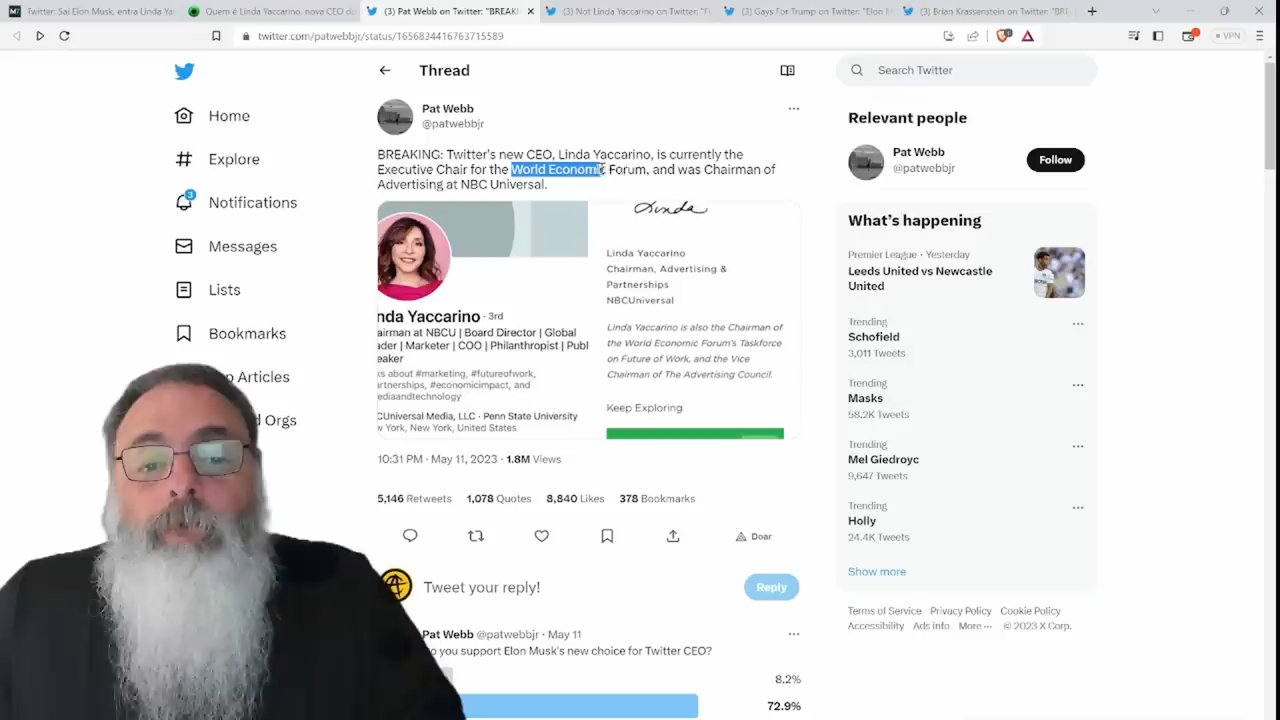 Twitter: Sai Elon Musk, entra Linda Ya
Quem é Linda Yaccarino, nova CEO d
(3) Pat Webb on Twitter: "BREAKI
(3) Not Linda Yaccarino on Twitter: "F
(3) Gays For Trump on Twitter: "Elon M
(3) Brian Krassenstein on Twitter: "BR
twitter.com/patwebbjr/status/1656834416763715589
VPN
Home
Explore
3
Notifications
Messages
Lists
Bookmarks
Articles
Orgs
Thread
Pat Webb
@patwebbjr
BREAKING: Twitter's new CEO, Linda Yaccarino, is currently the
Executive Chair for the World Economic Forum, and was Chairman of
Advertising at NBC Universal.
nda Yaccarino · 3rd
airman at NBCU | Board Director | Global
ader | Marketer | COO | Philanthropist | Publ
eaker
s about #marketing, #futureofwork,
artnerships, #economicimpact, and
ediaandtechnology
CUniversal Media, LLC · Penn State University
w York, New York, United States
Linda
Linda Yaccarino
Chairman, Advertising &
Partnerships
NBCUniversal
Linda Yaccarino is also the Chairman of
the World Economic Forum's Taskforce
on Future of Work, and the Vice
Chairman of The Advertising Council.
Keep Exploring
10:31 PM · May 11, 2023 · 1.8M Views
5,146 Retweets 1,078 Quotes 8,840 Likes 378 Bookmarks
Doar
Tweet your reply!
Reply
Pat Webb @patwebbjr · May 11
o you support Elon Musk's new choice for Twitter CEO?
8.2%
72.9%
Search Twitter
Relevant people
Pat Webb
@patwebbjr
Follow
What's happening
Premier League · Yesterday
Leeds United vs Newcastle
United
Trending
Schofield
3,011 Tweets
Trending
Masks
58.2K Tweets
Trending
Mel Giedroyc
9,647 Tweets
Trending
Holly
24.4K Tweets
Show more
Terms of Service Privacy Policy Cookie Policy
Accessibility Ads info More ··· © 2023 X Corp.